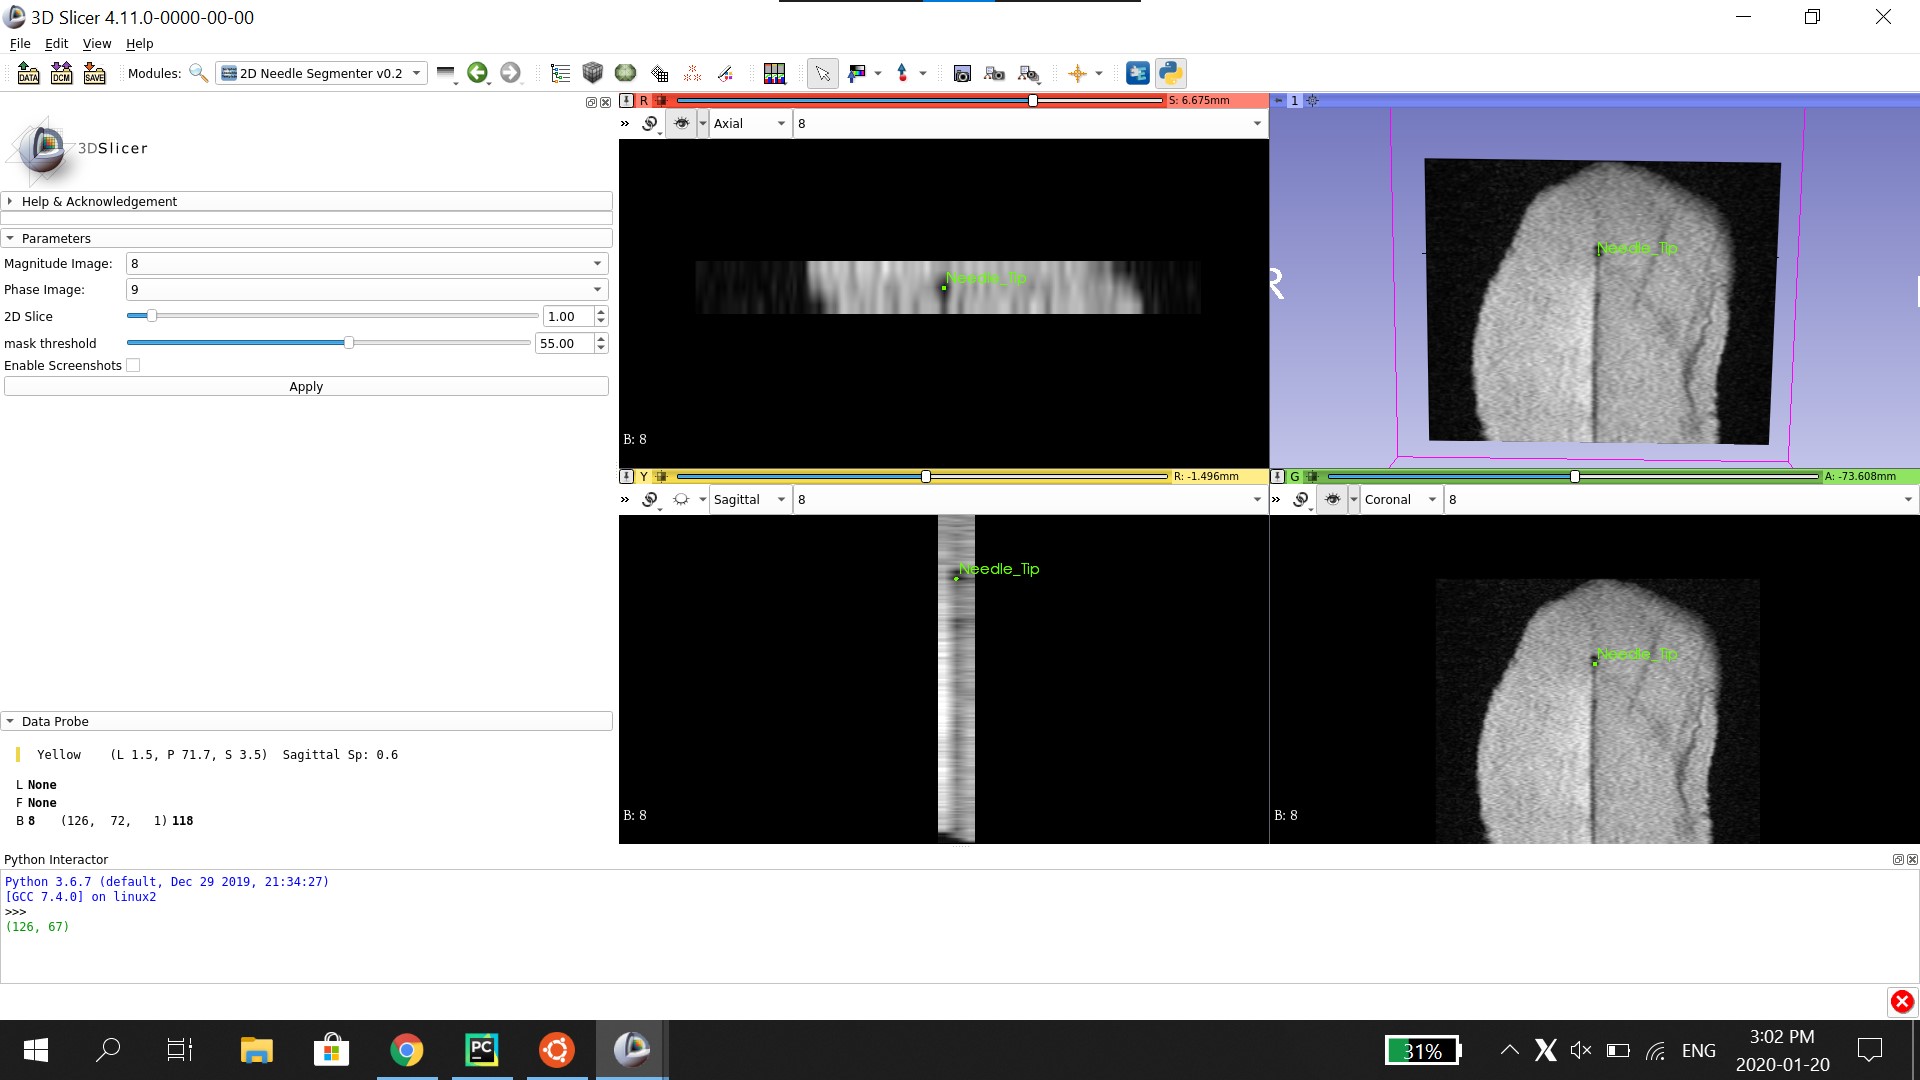 3D Slicer 4.11.0-0000-00-00
File Edit View Help
DATA DCM SAVE Modules: 2D Needle Segmenter v0.2
3DSlicer
Help & Acknowledgement
Parameters
Magnitude Image: 8
Phase Image: 9
2D Slice 1.00
mask threshold 55.00
Enable Screenshots
Apply
R S: 6.675mm
Axial 8
Needle_Tip
B: 8
1
Needle_Tip
R
Y R: -1.496mm
Sagittal 8
Needle_Tip
B: 8
G A: -73.608mm
Coronal 8
Needle_Tip
B: 8
Data Probe
Yellow (L 1.5, P 71.7, S 3.5) Sagittal Sp: 0.6
L None
F None
B 8 (126, 72, 1) 118
Python Interactor
Python 3.6.7 (default, Dec 29 2019, 21:34:27)
[GCC 7.4.0] on linux2
>>>
(126, 67)
PC
31%
ENG
3:02 PM
2020-01-20